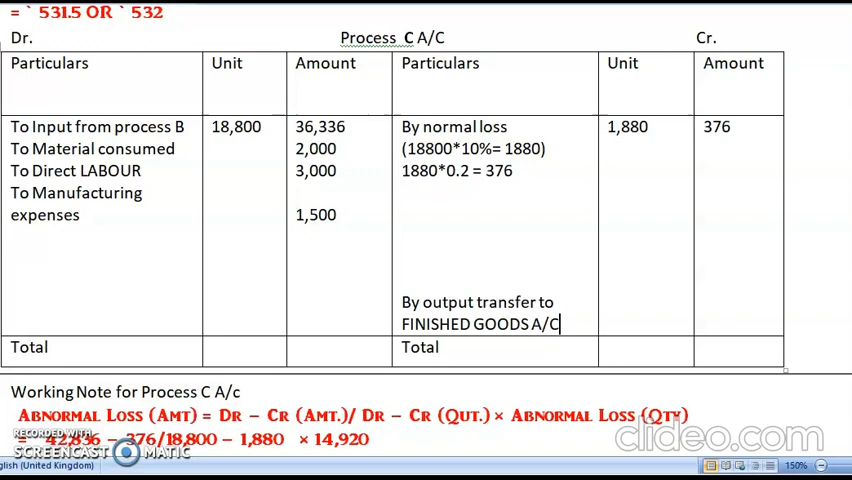 = ` 531.5 OR ` 532
Dr. Process C A/C Cr.
Particulars Unit Amount Particulars Unit Amount
To Input from process B 18,800 36,336 By normal loss 1,880 376
To Material consumed 2,000 (18800*10%= 1880)
To Direct LABOUR 3,000 1880*0.2 = 376
To Manufacturing
expenses 1,500
By output transfer to
FINISHED GOODS A/C
Total Total
Working Note for Process C A/c
ABNORMAL LOSS (AMT) = DR – CR (AMT.)/ DR – CR (QUT.) × ABNORMAL LOSS (QTY)
= 42,836 – 376/18,800 – 1,880 × 14,920
RECORDED WITH
SCREENCAST MATIC
clideo.com
glish (United Kingdom) 150%